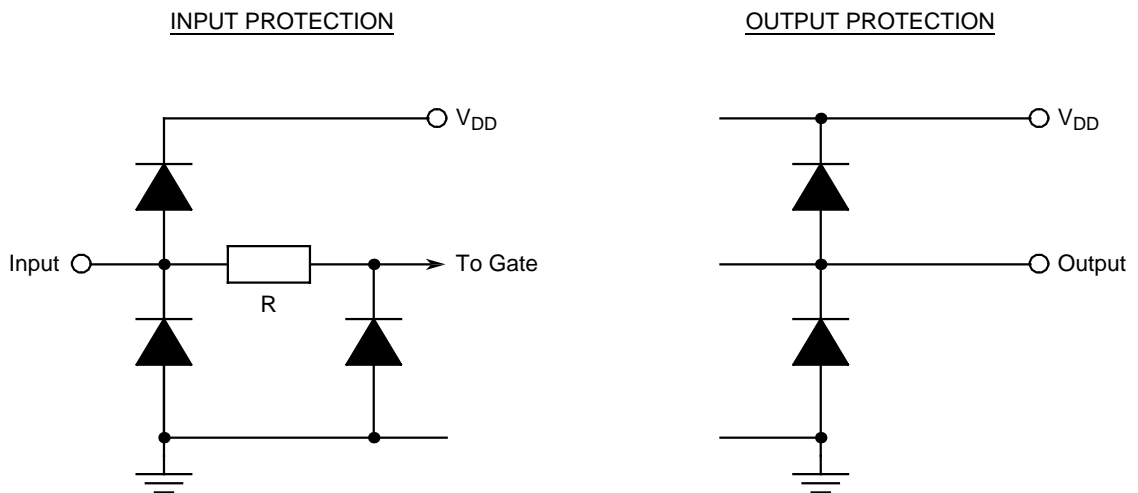 INPUT PROTECTION
OUTPUT PROTECTION
VDD
VDD
Input
To Gate
Output
R